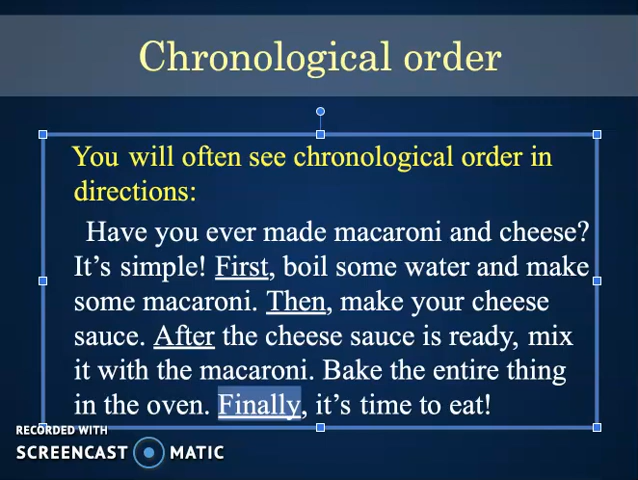 Chronological order
You will often see chronological order in
directions:
Have you ever made macaroni and cheese?
It’s simple! First, boil some water and make
some macaroni. Then, make your cheese
sauce. After the cheese sauce is ready, mix
it with the macaroni. Bake the entire thing
in the oven. Finally, it’s time to eat!
RECORDED WITH
SCREENCAST MATIC